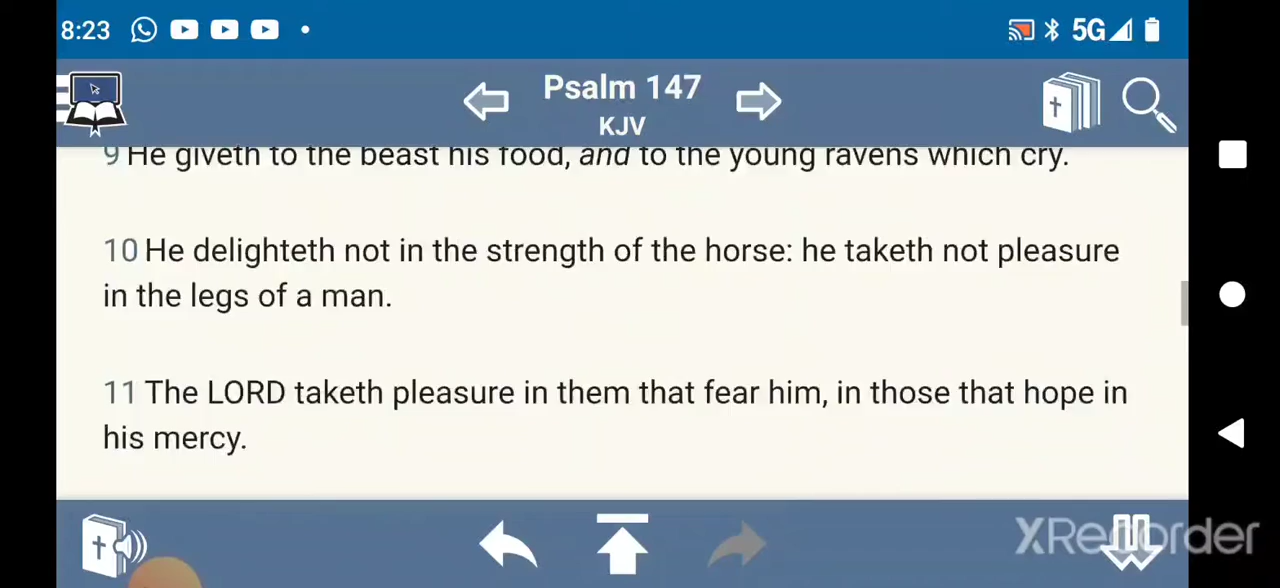 8:23
5G
Psalm 147
KJV
9 He giveth to the beast his food, and to the young ravens which cry.
10 He delighteth not in the strength of the horse: he taketh not pleasure
in the legs of a man.
11 The LORD taketh pleasure in them that fear him, in those that hope in
his mercy.
XRecorder